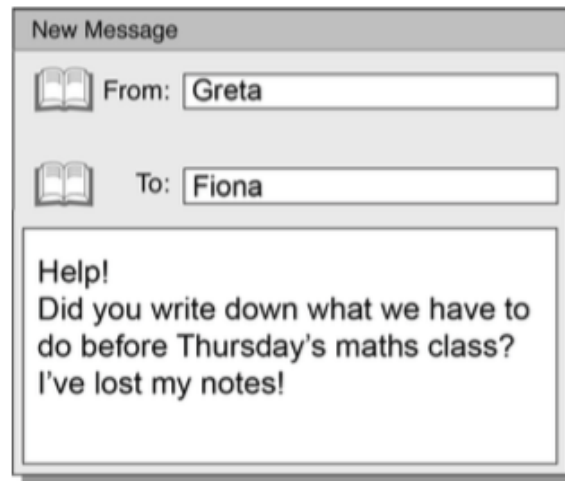 New Message
From: Greta
To: Fiona
Help!
Did you write down what we have to
do before Thursday's maths class?
I've lost my notes!